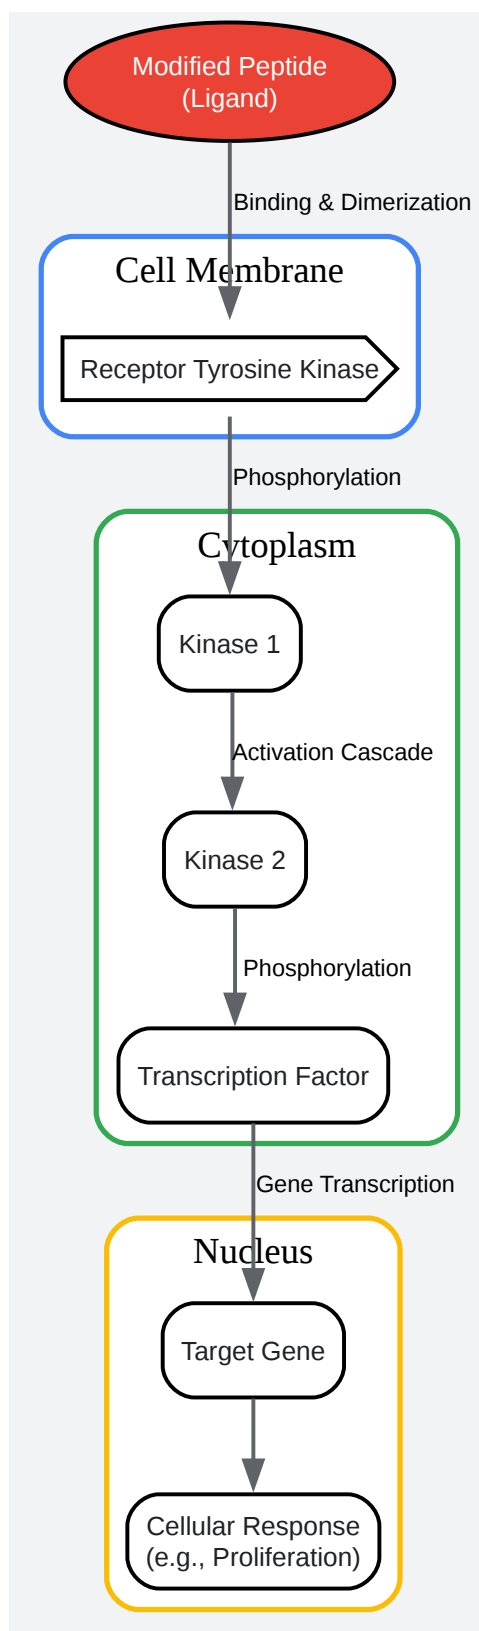 Modified Peptide
(Ligand)
Binding & Dimerization
Cell Membrane
Receptor Tyrosine Kinase
Phosphorylation
Cytoplasm
Kinase 1
Activation Cascade
Kinase 2
Phosphorylation
Transcription Factor
Gene Transcription
Nucleus
Target Gene
Cellular Response
(e.g., Proliferation)